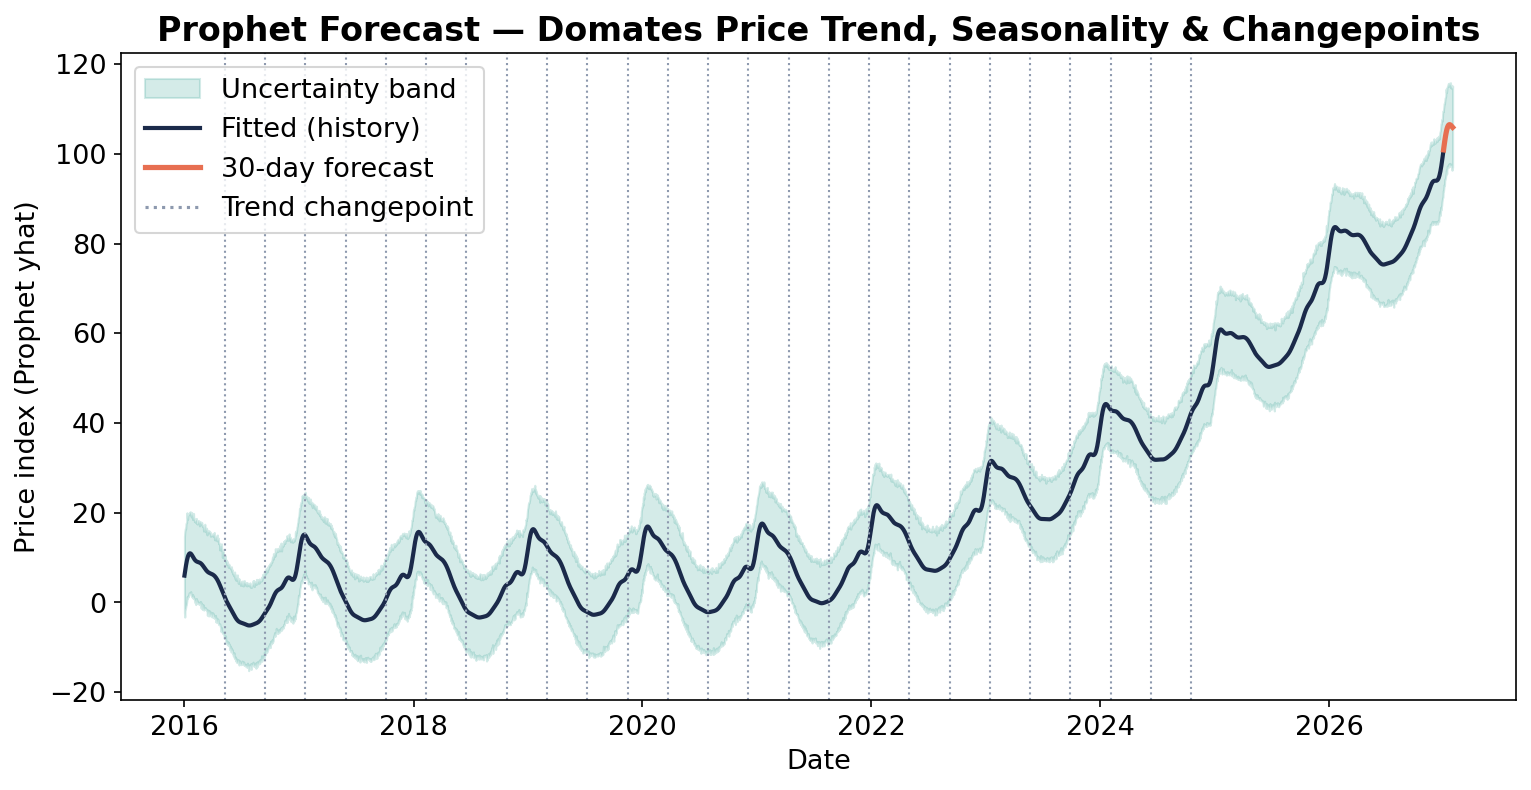 Prophet Forecast — Domates Price Trend, Seasonality & Changepoints
Uncertainty band
Fitted (history)
30-day forecast
Trend changepoint
Price index (Prophet yhat)
120
100
80
60
40
20
0
−20
2016
2018
2020
2022
2024
2026
Date